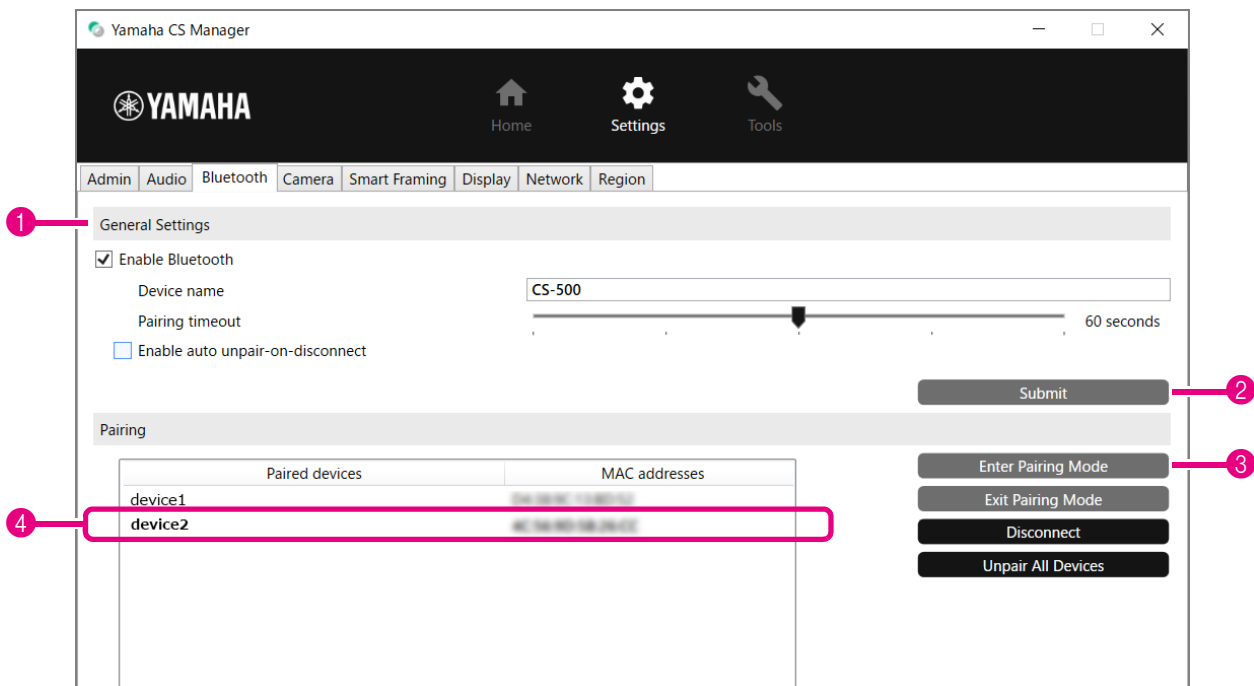 Yamaha CS Manager
YAMAHA
Home Settings Tools
Admin Audio Bluetooth Camera Smart Framing Display Network Region
1
General Settings
Enable Bluetooth
Device name CS-500
Pairing timeout 60 seconds
Enable auto unpair-on-disconnect
Submit 2
Pairing
Paired devices MAC addresses
Enter Pairing Mode 3
device1
Exit Pairing Mode
4 device2
Disconnect
Unpair All Devices